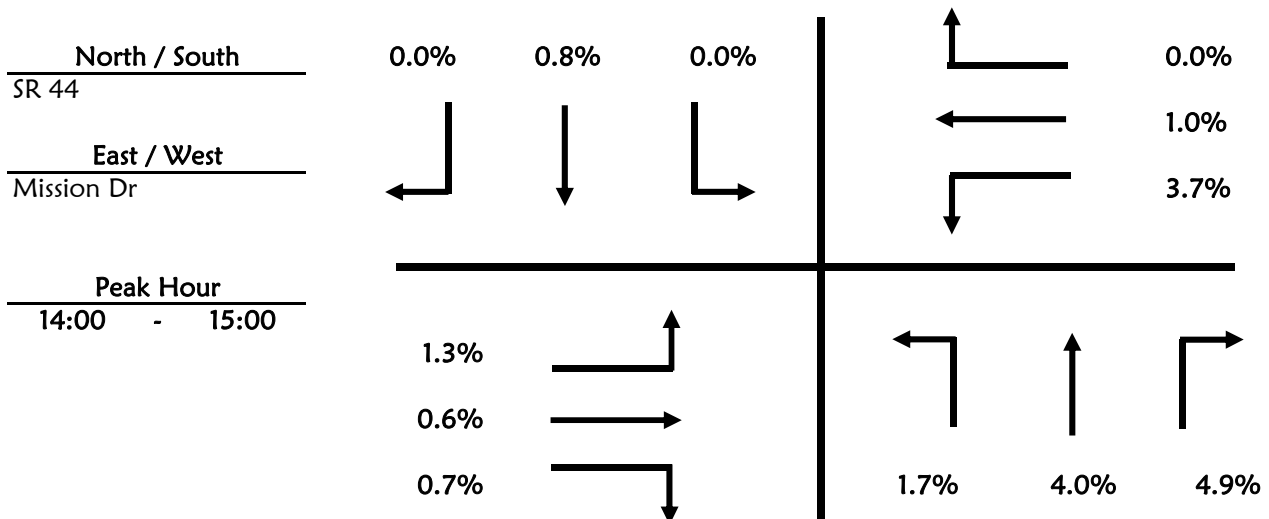 North / South
SR 44
East / West
Mission Dr
Peak Hour
14:00 - 15:00
0.0% 0.8% 0.0%
0.0%
1.0%
3.7%
1.3%
0.6%
0.7%
1.7% 4.0% 4.9%